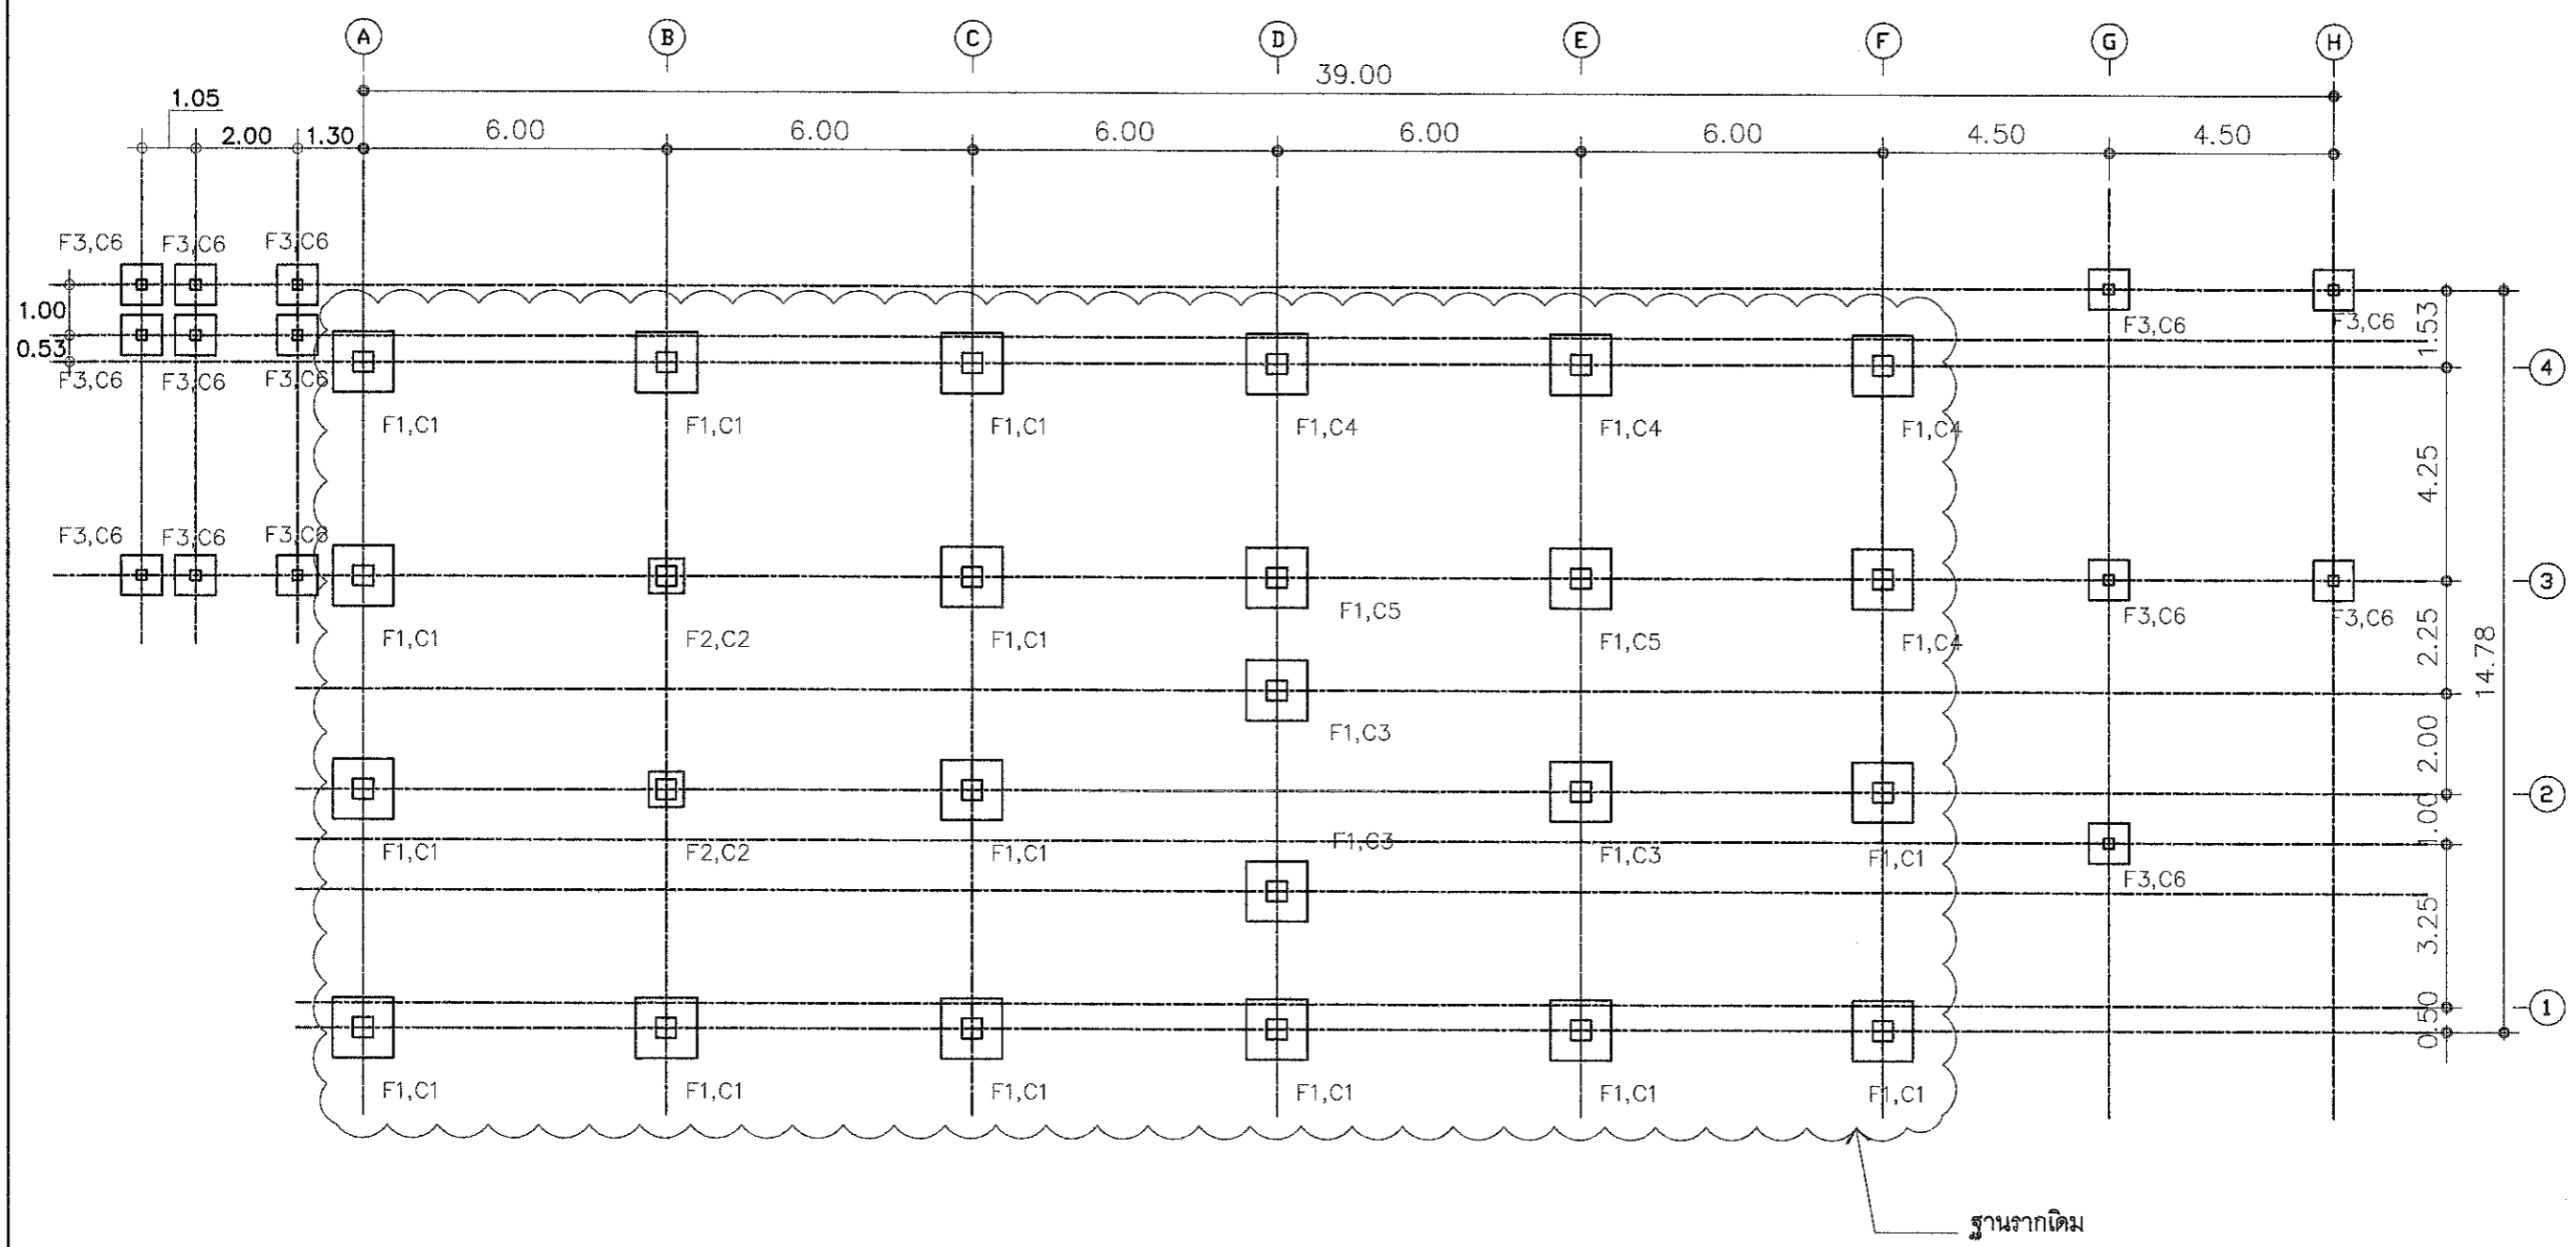 A B C D E F G H
39.00
1.05
2.00 1.30 6.00 6.00 6.00 6.00 6.00 4.50 4.50
F3,C6 F3,C6 F3,C6
1.00
F3,C6 F3,C6
1.53
0.53
4
F3,C6 F3,C6 F3,C6
F1,C1 F1,C1 F1,C1 F1,C4 F1,C4 F1,C4
4.25
F3,C6 F3,C6 F3,C6
3
F1,C5
F3,C6 F3,C6
F1,C1 F2,C2 F1,C1 F1,C5 F1,C4
2.25
14.78
F1,C3
2.00
2
F1,C3
1.00
F1,C1 F2,C2 F1,C1 F1,C3 F1,C1
F3,C6
3.25
1
0.50
F1,C1 F1,C1 F1,C1 F1,C1 F1,C1 F1,C1
ฐานรากเดิม